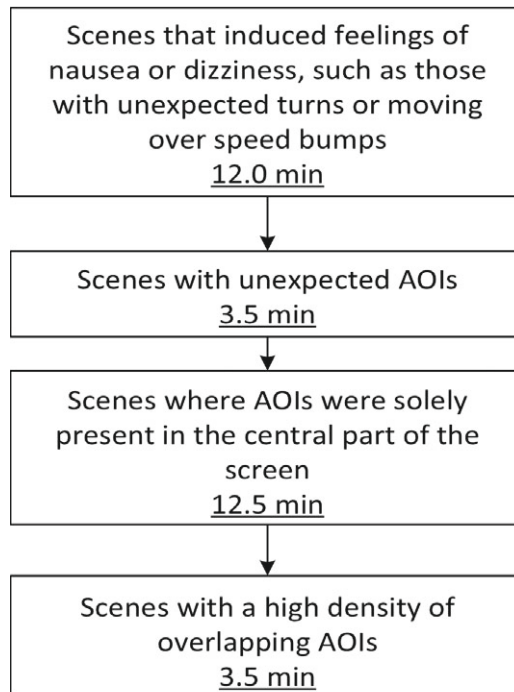 Scenes that induced feelings of
nausea or dizziness, such as those
with unexpected turns or moving
over speed bumps
12.0 min
Scenes with unexpected AOIs
3.5 min
Scenes where AOIs were solely
present in the central part of the
screen
12.5 min
Scenes with a high density of
overlapping AOIs
3.5 min